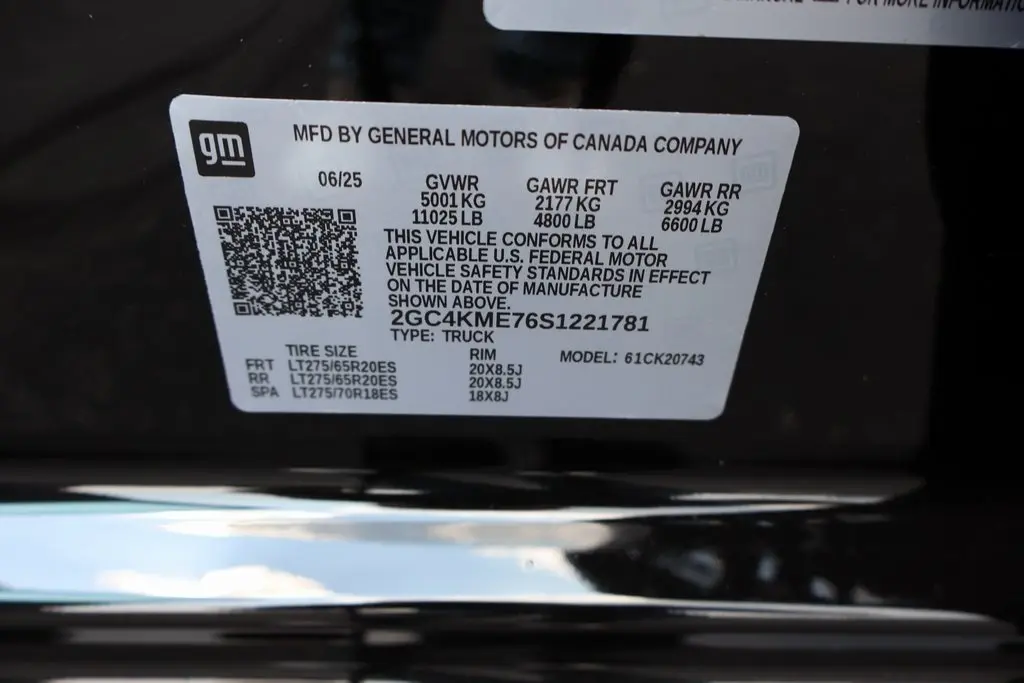 FOR MORE INFORMATION
gm
MFD BY GENERAL MOTORS OF CANADA COMPANY
06/25 GVWR GAWR FRT GAWR RR
5001 KG 2177 KG 2994 KG
11025 LB 4800 LB 6600 LB
THIS VEHICLE CONFORMS TO ALL
APPLICABLE U.S. FEDERAL MOTOR
VEHICLE SAFETY STANDARDS IN EFFECT
ON THE DATE OF MANUFACTURE
SHOWN ABOVE.
2GC4KME76S1221781
TYPE: TRUCK
TIRE SIZE RIM MODEL: 61CK20743
FRT LT275/65R20ES 20X8.5J
RR LT275/65R20ES 20X8.5J
SPA LT275/70R18ES 18X8J